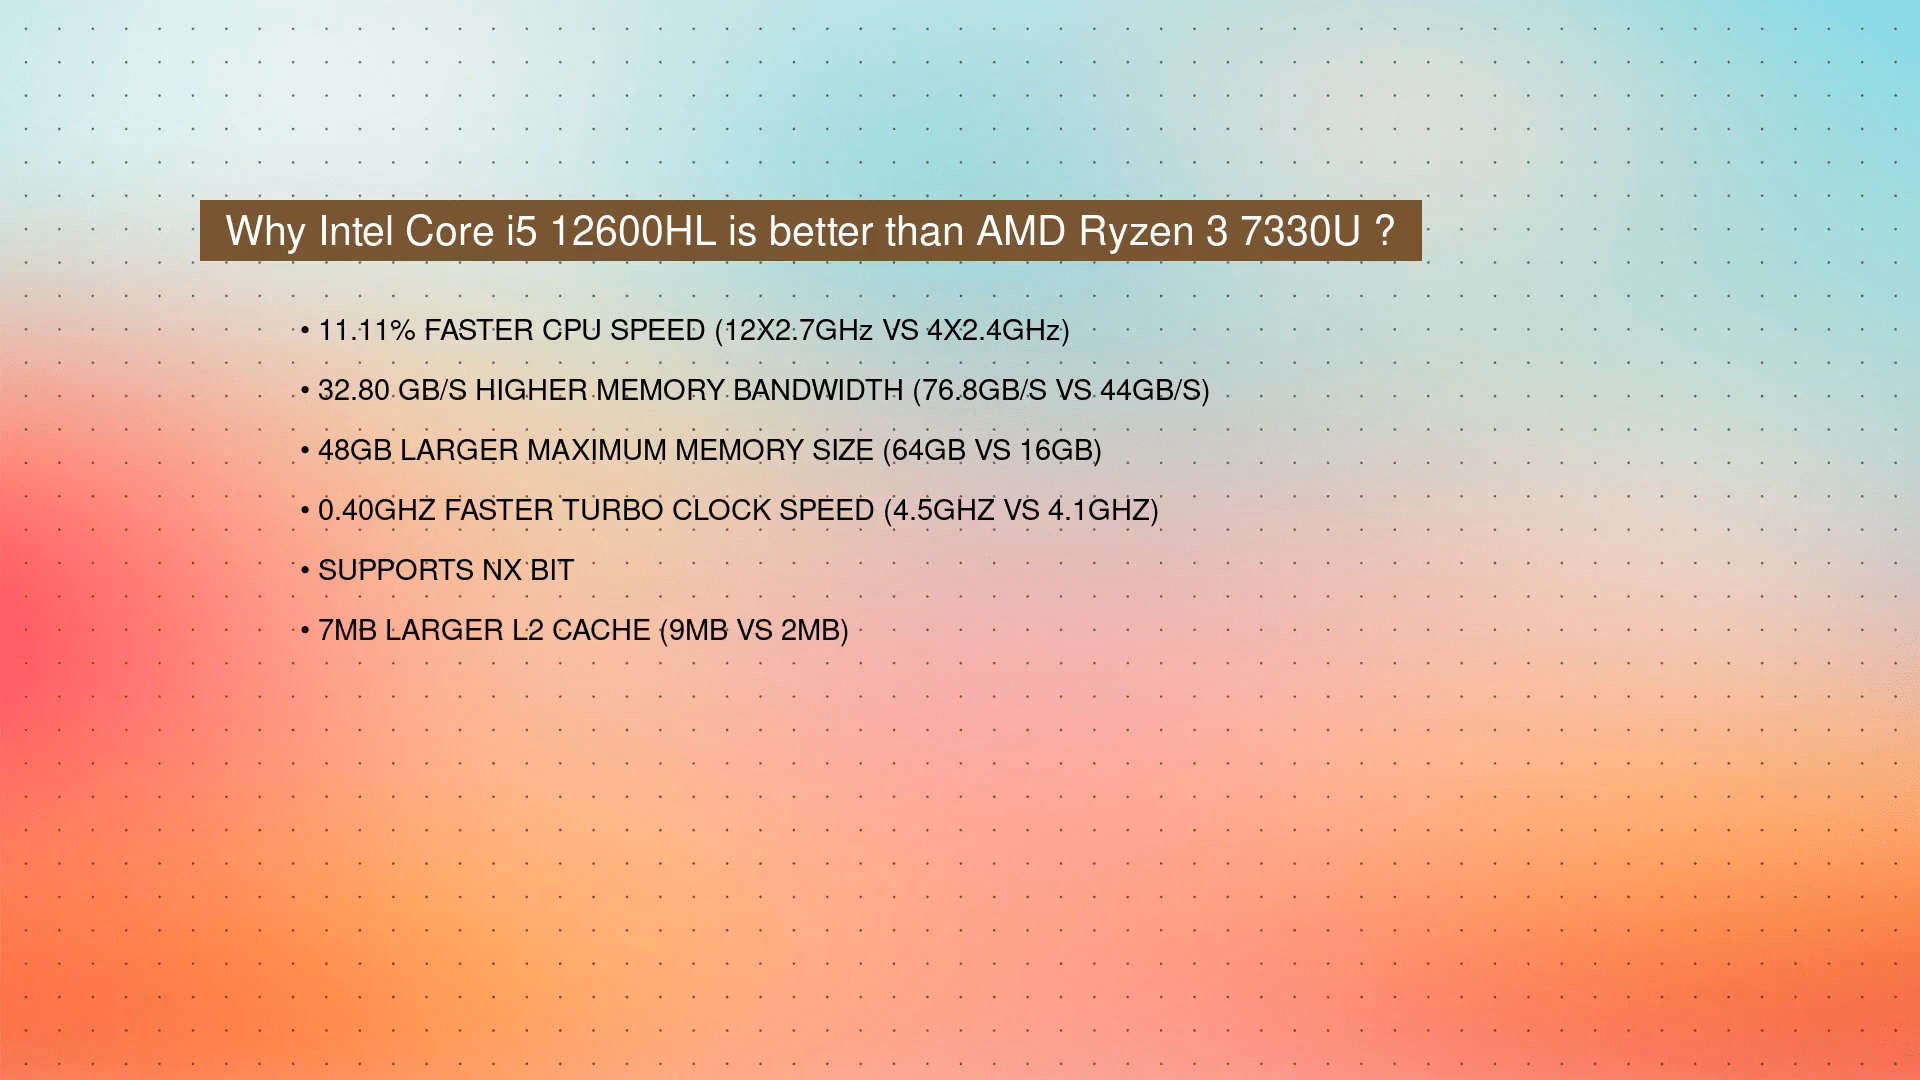 Why Intel Core i5 12600HL is better than AMD Ryzen 3 7330U ?
• 11.11% FASTER CPU SPEED (12X2.7GHz VS 4X2.4GHz)
• 32.80 GB/S HIGHER MEMORY BANDWIDTH (76.8GB/S VS 44GB/S)
• 48GB LARGER MAXIMUM MEMORY SIZE (64GB VS 16GB)
• 0.40GHZ FASTER TURBO CLOCK SPEED (4.5GHZ VS 4.1GHZ)
• SUPPORTS NX BIT
• 7MB LARGER L2 CACHE (9MB VS 2MB)